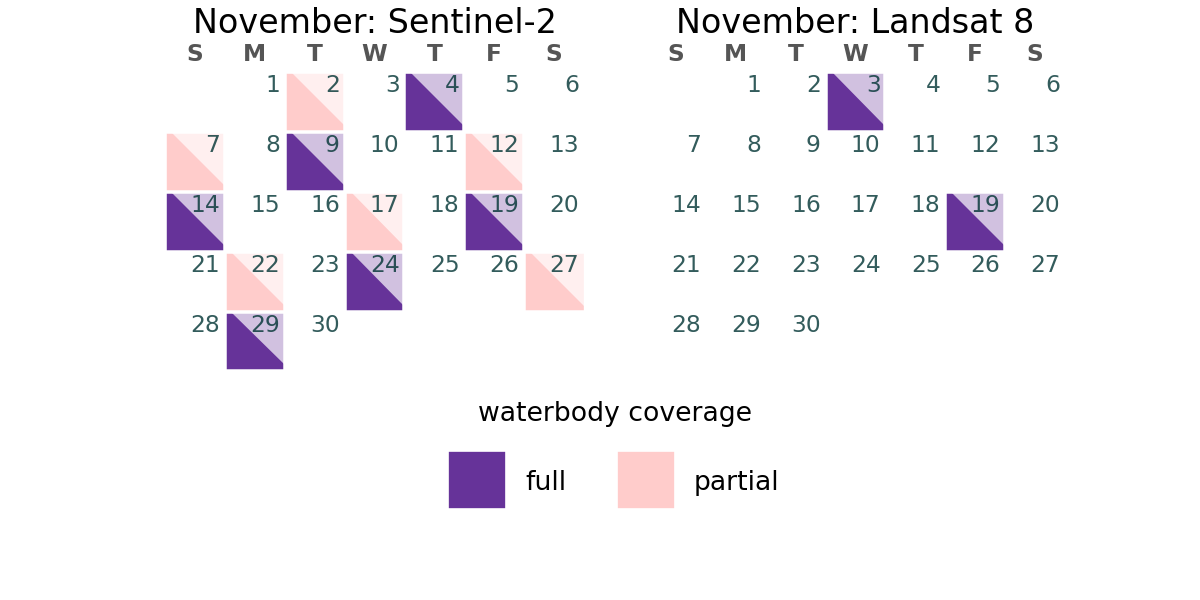 November: Sentinel-2
S M T W T F S
1 2 3 4 5 6
7 8 9 10 11 12 13
14 15 16 17 18 19 20
21 22 23 24 25 26 27
28 29 30
November: Landsat 8
S M T W T F S
1 2 3 4 5 6
7 8 9 10 11 12 13
14 15 16 17 18 19 20
21 22 23 24 25 26 27
28 29 30
waterbody coverage
full
partial